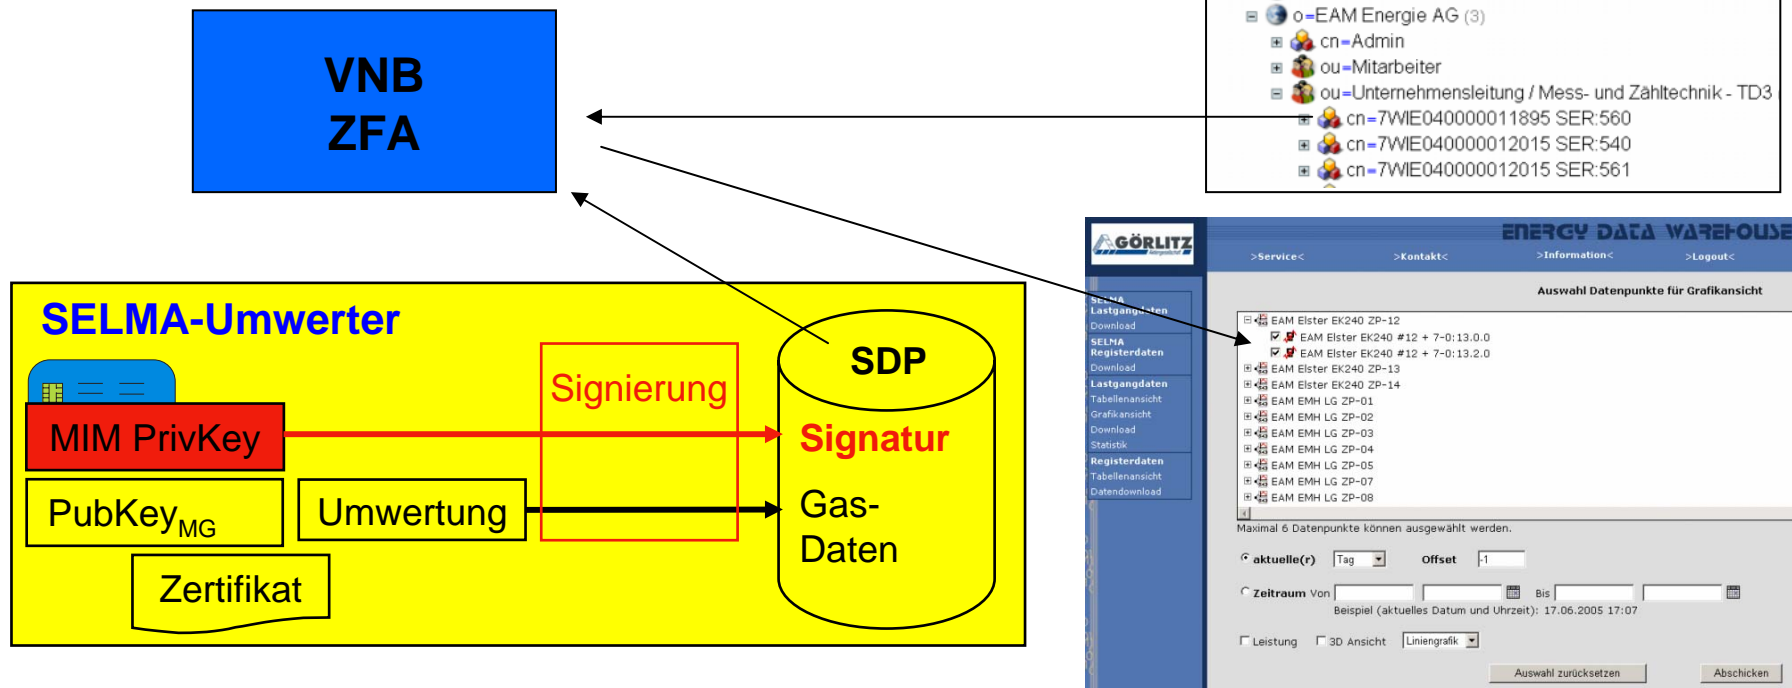 VNB
ZFA
o=EAM Energie AG (3)
cn=Admin
ou=Mitarbeiter
ou=Unternehmensleitung / Mess- und Zähltechnik - TD3
cn=7WIE040000011895 SER:560
cn=7WIE040000012015 SER:540
cn=7WIE040000012015 SER:561
SELMA-Umwerter
MIM PrivKey
PubKeyMG
Umwertung
Zertifikat
Signierung
SDP
Signatur
Gas-
Daten
GÖRLITZ
ENERGY DATA WAREHOUSE
>Service< >Kontakt< >Information< >Logout<
SELMA
Lastgangdaten
Download
SELMA
Registerdaten
Download
Lastgangdaten
Tabellenansicht
Grafikansicht
Download
Statistik
Registerdaten
Tabellenansicht
Datendownload
Auswahl Datenpunkte für Grafikansicht
EAM Elster EK240 ZP-12
EAM Elster EK240 #12 + 7-0:13.0.0
EAM Elster EK240 #12 + 7-0:13.2.0
EAM Elster EK240 ZP-13
EAM Elster EK240 ZP-14
EAM EMH LG ZP-01
EAM EMH LG ZP-02
EAM EMH LG ZP-03
EAM EMH LG ZP-04
EAM EMH LG ZP-05
EAM EMH LG ZP-07
EAM EMH LG ZP-08
Maximal 6 Datenpunkte können ausgewählt werden.
aktuelle(r) Tag Offset -1
Zeitraum Von Bis
Beispiel (aktuelles Datum und Uhrzeit): 17.06.2005 17:07
Leistung 3D Ansicht Liniengrafik
Auswahl zurücksetzen Abschicken